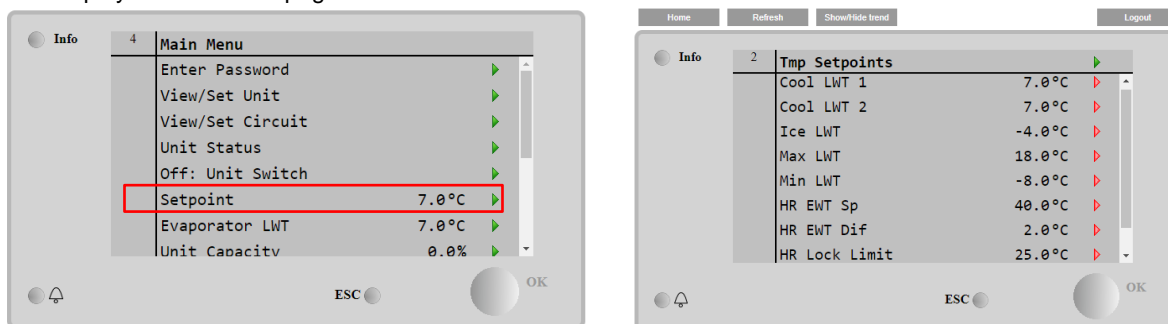 Info
4 Main Menu
Enter Password
View/Set Unit
View/Set Circuit
Unit Status
Off: Unit Switch
Setpoint 7.0°C
Evaporator LWT 7.0°C
Unit Capacity 0.0%
ESC
OK
Home Refresh Show/Hide trend Logout
Info
2 Tmp Setpoints
Cool LWT 1 7.0°C
Cool LWT 2 7.0°C
Ice LWT -4.0°C
Max LWT 18.0°C
Min LWT -8.0°C
HR EWT Sp 40.0°C
HR EWT Dif 2.0°C
HR Lock Limit 25.0°C
ESC
OK